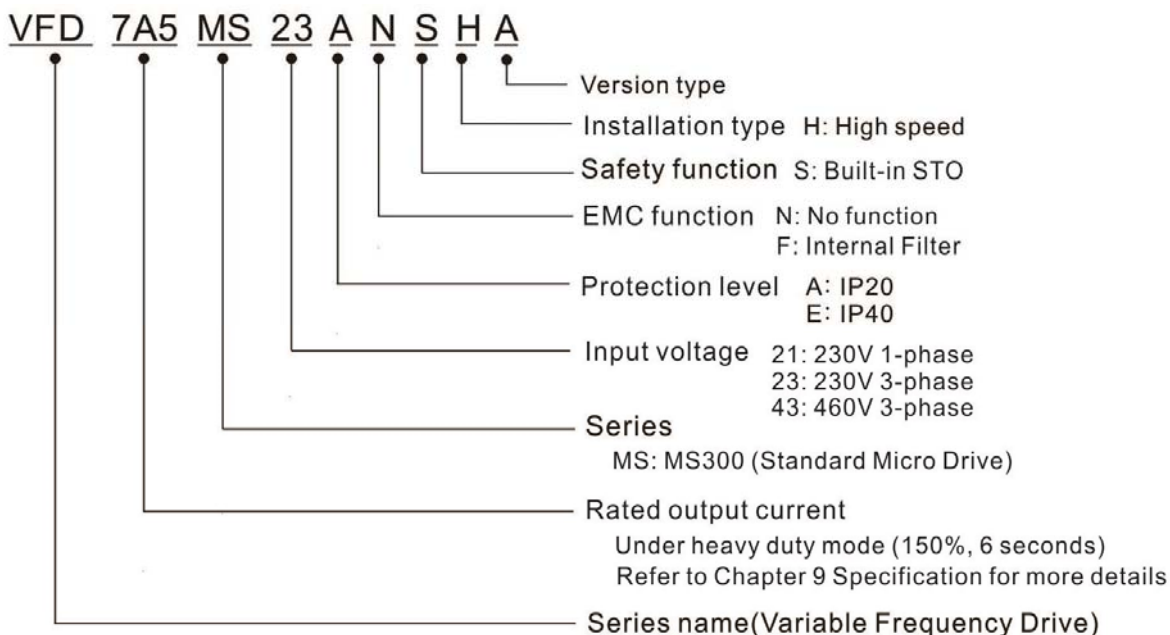 VFD 7A5 MS 23 A N S H A
Version type
Installation type H: High speed
Safety function S: Built-in STO
EMC function N: No function
F: Internal Filter
Protection level A: IP20
E: IP40
Input voltage 21: 230V 1-phase
23: 230V 3-phase
43: 460V 3-phase
Series
MS: MS300 (Standard Micro Drive)
Rated output current
Under heavy duty mode (150%, 6 seconds)
Refer to Chapter 9 Specification for more details
Series name(Variable Frequency Drive)